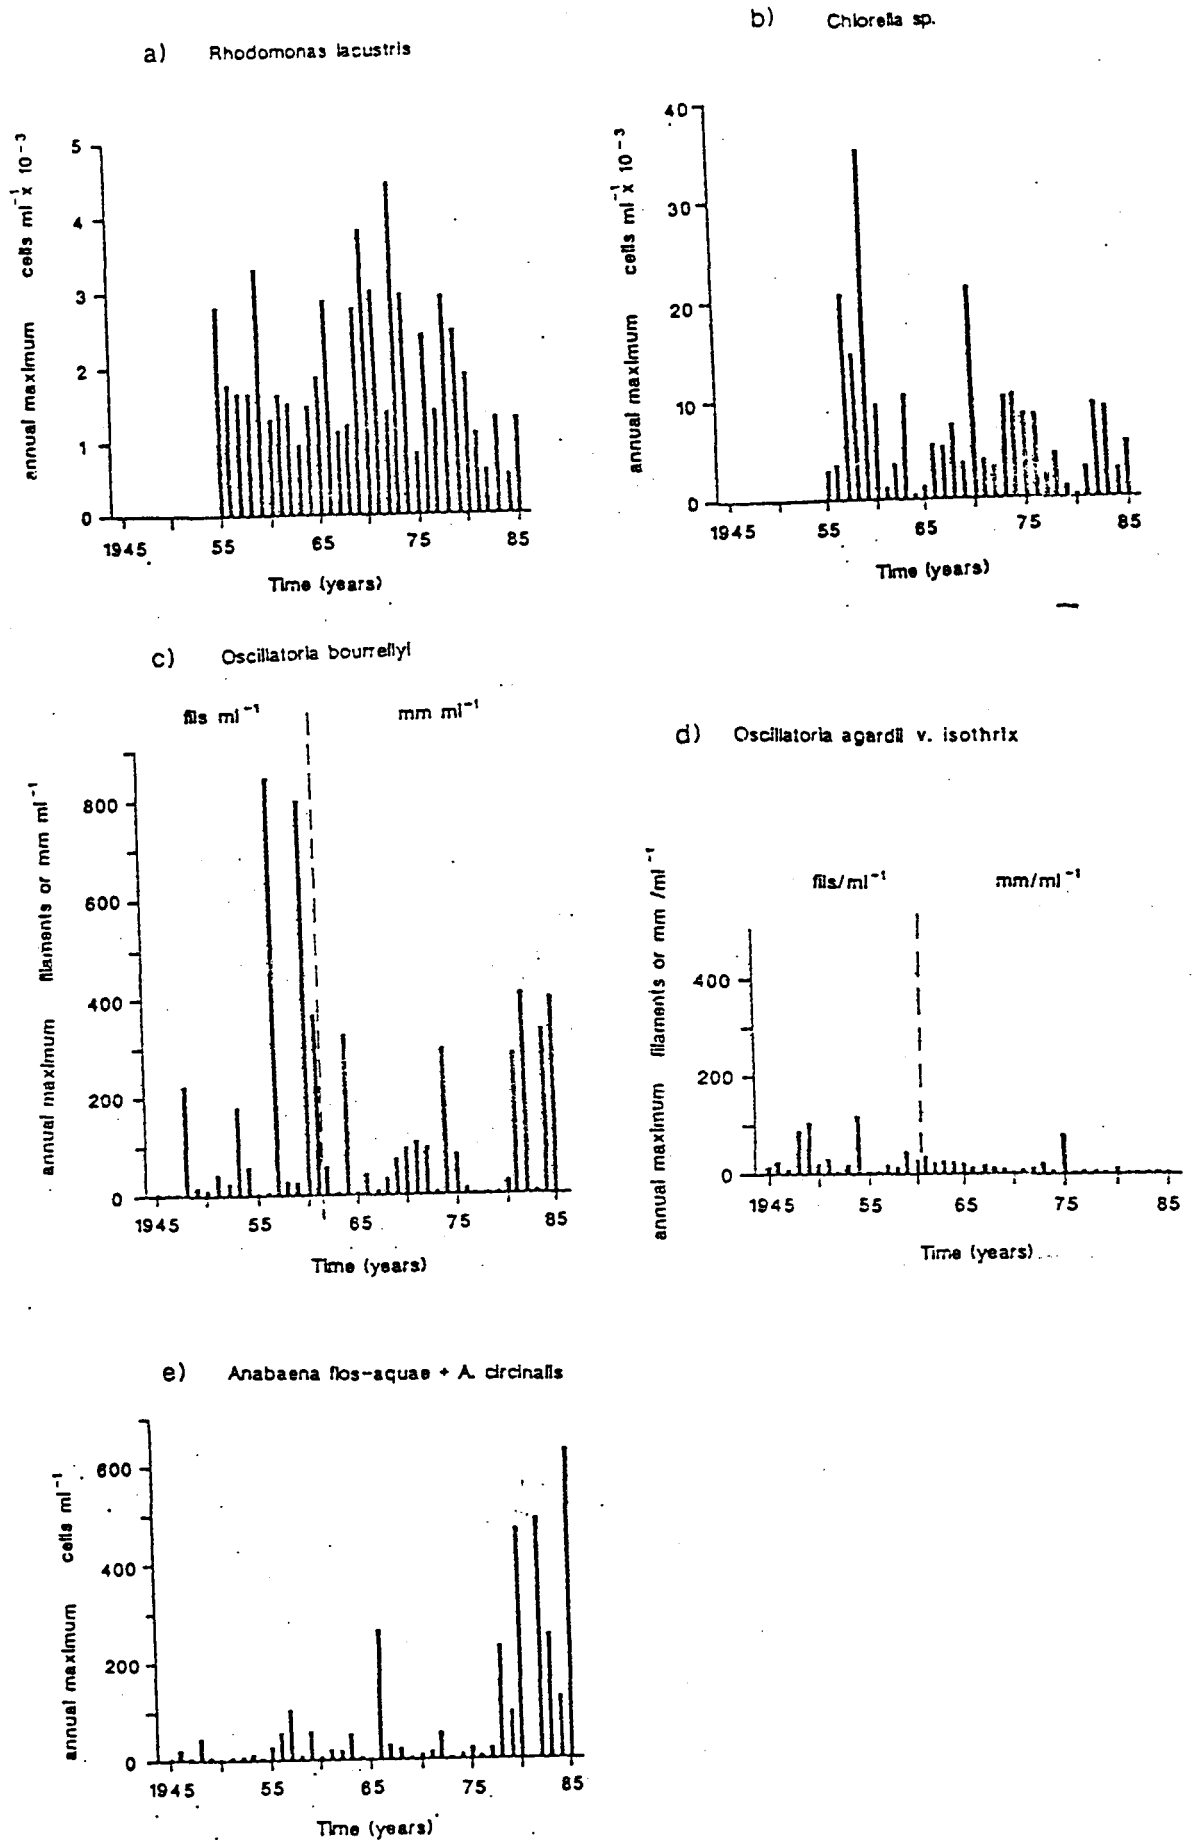 a) Rhodomonas lacustris
annual maximum cells ml⁻¹ x 10⁻³
5
4
3
2
1
0
1945 55 65 75 85
Time (years)
b) Chlorella sp.
annual maximum cells ml⁻¹ x 10⁻³
40
30
20
10
0
1945 55 65 75 85
Time (years)
c) Oscillatoria bourrellyi
fils ml⁻¹ mm ml⁻¹
annual maximum filaments or mm ml⁻¹
800
600
400
200
0
1945 55 65 75 85
Time (years)
d) Oscillatoria agardii v. isothrix
fils/ml⁻¹ mm/ml⁻¹
annual maximum filaments or mm /ml⁻¹
400
200
0
1945 55 65 75 85
Time (years)
e) Anabaena flos-aquae + A. circinalis
annual maximum cells ml⁻¹
600
400
200
0
1945 55 65 75 85
Time (years)